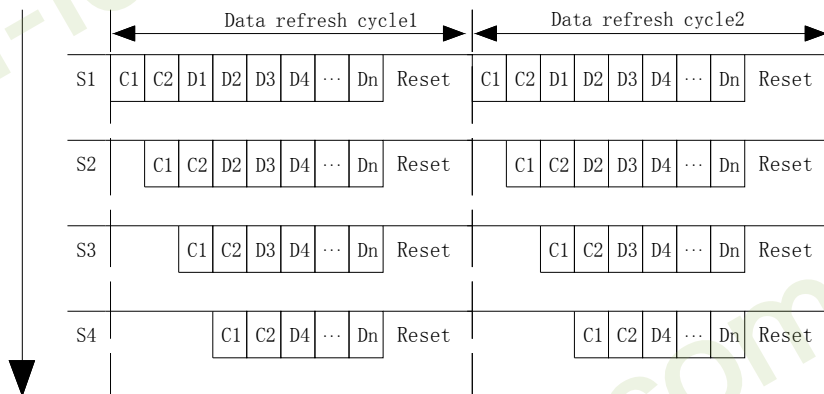 Data refresh cycle1 Data refresh cycle2
S1 C1 C2 D1 D2 D3 D4 ··· Dn Reset C1 C2 D1 D2 D3 D4 ··· Dn Reset
S2 C1 C2 D2 D3 D4 ··· Dn Reset C1 C2 D2 D3 D4 ··· Dn Reset
S3 C1 C2 D3 D4 ··· Dn Reset C1 C2 D3 D4 ··· Dn Reset
S4 C1 C2 D4 ··· Dn Reset C1 C2 D4 ··· Dn Reset